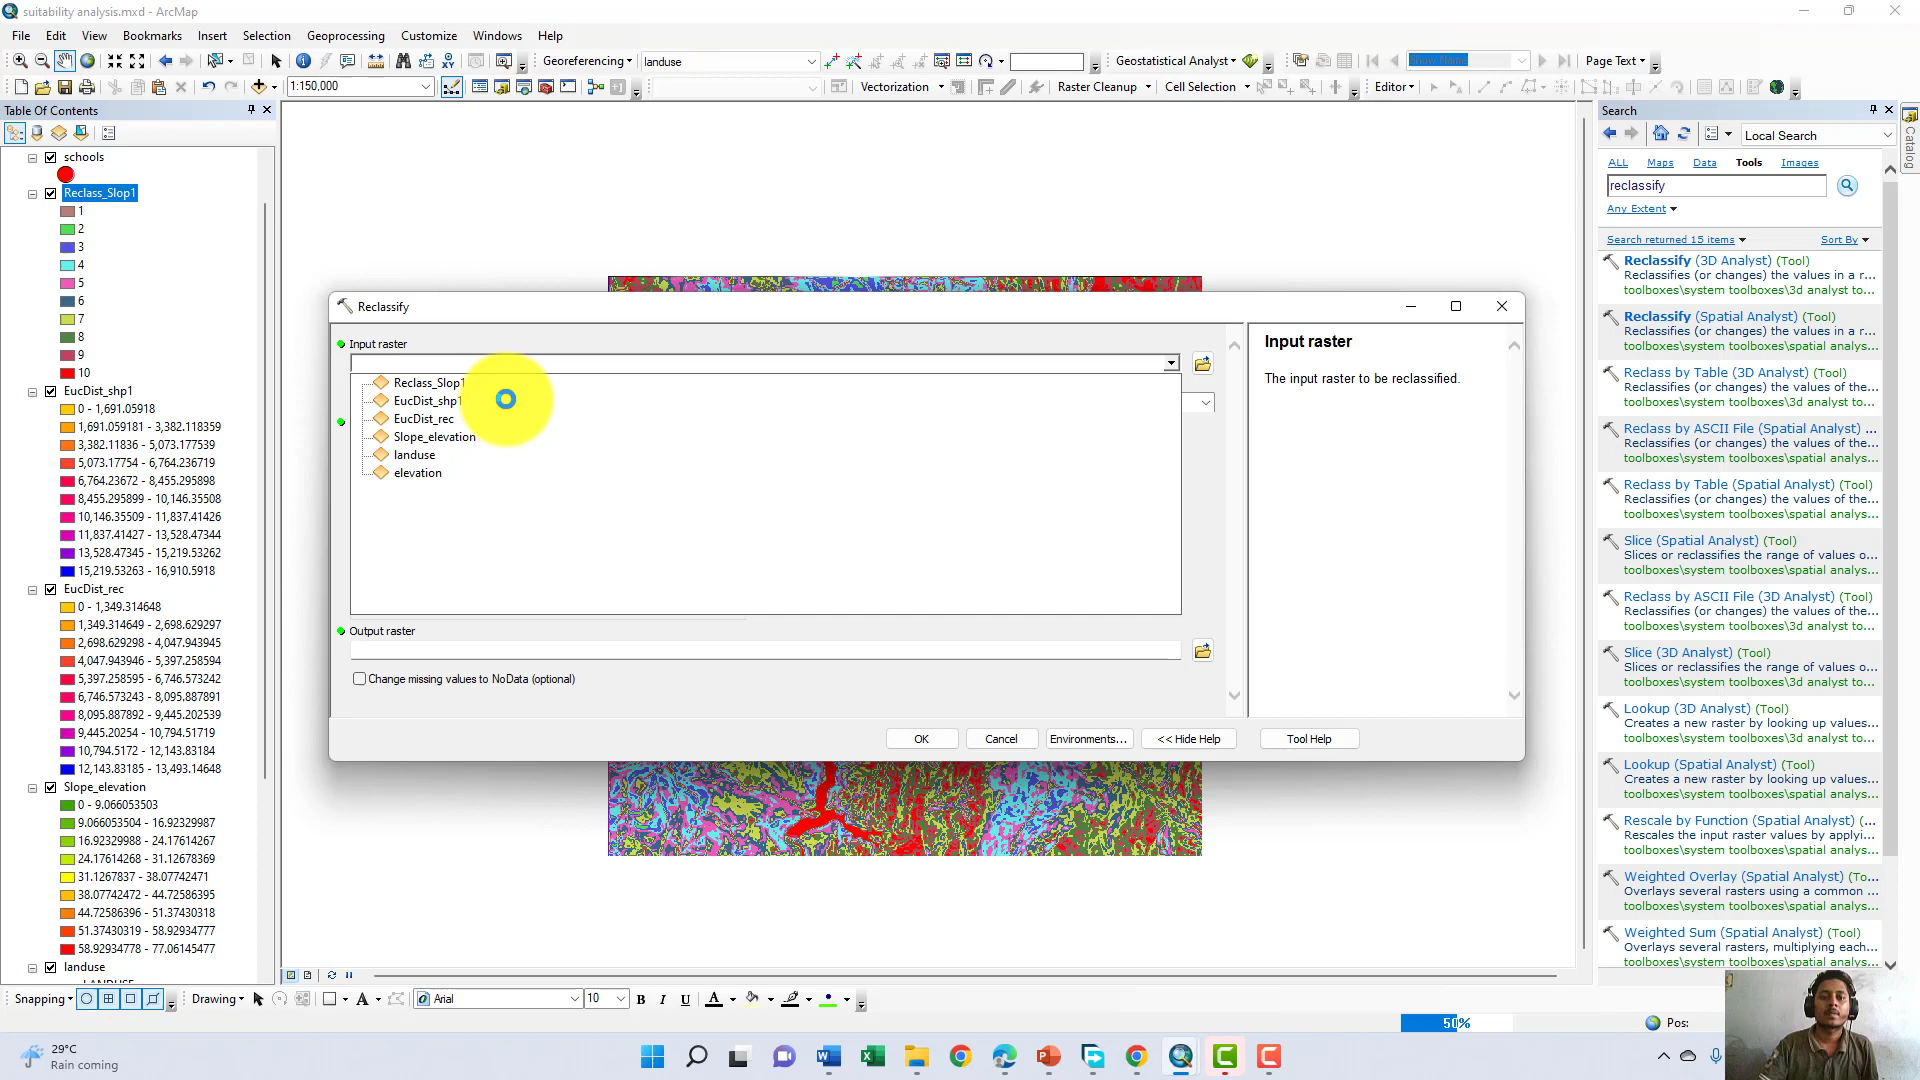 suitability analysis.mxd - ArcMap
File Edit View Bookmarks Insert Selection Geoprocessing Customize Windows Help
Georeferencing landuse Geostatistical Analyst Page Text
1:150,000 Vectorization Raster Cleanup Cell Selection Editor
Table Of Contents
schools
Reclass_Slop1
1
2
3
4
5
6
7
8
9
10
EucDist_shp1
0 - 1,691.05918
1,691.059181 - 3,382.118359
3,382.11836 - 5,073.177539
5,073.17754 - 6,764.236719
6,764.23672 - 8,455.295898
8,455.295899 - 10,146.35508
10,146.35509 - 11,837.41426
11,837.41427 - 13,528.47344
13,528.47345 - 15,219.53262
15,219.53263 - 16,910.5918
EucDist_rec
0 - 1,349.314648
1,349.314649 - 2,698.629297
2,698.629298 - 4,047.943945
4,047.943946 - 5,397.258594
5,397.258595 - 6,746.573242
6,746.573243 - 8,095.887891
8,095.887892 - 9,445.202539
9,445.20254 - 10,794.51719
10,794.5172 - 12,143.83184
12,143.83185 - 13,493.14648
Slope_elevation
0 - 9.066053503
9.066053504 - 16.92329987
16.92329988 - 24.17614267
24.17614268 - 31.12678369
31.1267837 - 38.07742471
38.07742472 - 44.72586395
44.72586396 - 51.37430318
51.37430319 - 58.92934777
58.92934778 - 77.06145477
landuse
Reclassify
Input raster
Reclass_Slop1
EucDist_shp1
EucDist_rec
Slope_elevation
landuse
elevation
Output raster
Change missing values to NoData (optional)
OK Cancel Environments... << Hide Help Tool Help
Input raster
The input raster to be reclassified.
Search
Local Search
ALL Maps Data Tools Images
reclassify
Any Extent
Search returned 15 items Sort By
Reclassify (3D Analyst) (Tool)
Reclassifies (or changes) the values in a r...
toolboxes\system toolboxes\3d analyst to...
Reclassify (Spatial Analyst) (Tool)
Reclassifies (or changes) the values in a r...
toolboxes\system toolboxes\spatial analys...
Reclass by Table (3D Analyst) (Tool)
Reclassifies (or changes) the values of the...
toolboxes\system toolboxes\3d analyst to...
Reclass by ASCII File (Spatial Analyst) ...
Reclassifies (or changes) the values of the...
toolboxes\system toolboxes\spatial analys...
Reclass by Table (Spatial Analyst) (Tool)
Reclassifies (or changes) the values of the...
toolboxes\system toolboxes\spatial analys...
Slice (Spatial Analyst) (Tool)
Slices or reclassifies the range of values o...
toolboxes\system toolboxes\spatial analys...
Reclass by ASCII File (3D Analyst) (Tool)
Reclassifies (or changes) the values of the...
toolboxes\system toolboxes\3d analyst to...
Slice (3D Analyst) (Tool)
Slices or reclassifies the range of values o...
toolboxes\system toolboxes\3d analyst to...
Lookup (3D Analyst) (Tool)
Creates a new raster by looking up values...
toolboxes\system toolboxes\3d analyst to...
Lookup (Spatial Analyst) (Tool)
Creates a new raster by looking up values...
toolboxes\system toolboxes\spatial analys...
Rescale by Function (Spatial Analyst) (...
Rescales the input raster values by applyi...
toolboxes\system toolboxes\spatial analys...
Weighted Overlay (Spatial Analyst) (To...
Overlays several rasters using a common ...
toolboxes\system toolboxes\spatial analys...
Weighted Sum (Spatial Analyst) (Tool)
Overlays several rasters, multiplying each...
toolboxes\system toolboxes\spatial analys...
Catalog
Snapping Drawing Arial 10 B I U A
50% Pos:
29°C
Rain coming